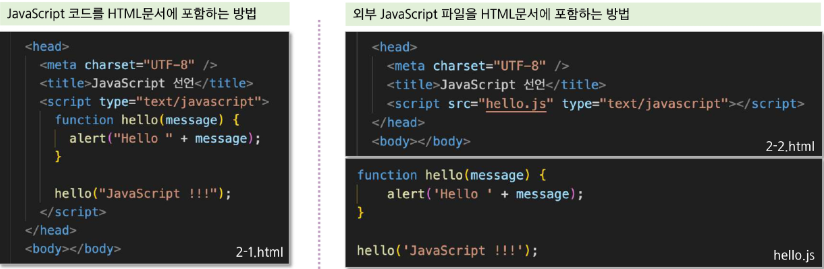 JavaScript 코드를 HTML문서에 포함하는 방법
<head>
<meta charset="UTF-8" />
<title>JavaScript 선언</title>
<script type="text/javascript">
function hello(message) {
alert("Hello " + message);
}
hello("JavaScript !!!");
</script>
</head>
<body></body>
2-1.html
외부 JavaScript 파일을 HTML문서에 포함하는 방법
<head>
<meta charset="UTF-8" />
<title>JavaScript 선언</title>
<script src="hello.js" type="text/javascript"></script>
</head>
<body></body>
2-2.html
function hello(message) {
alert('Hello ' + message);
}
hello('JavaScript !!!');
hello.js